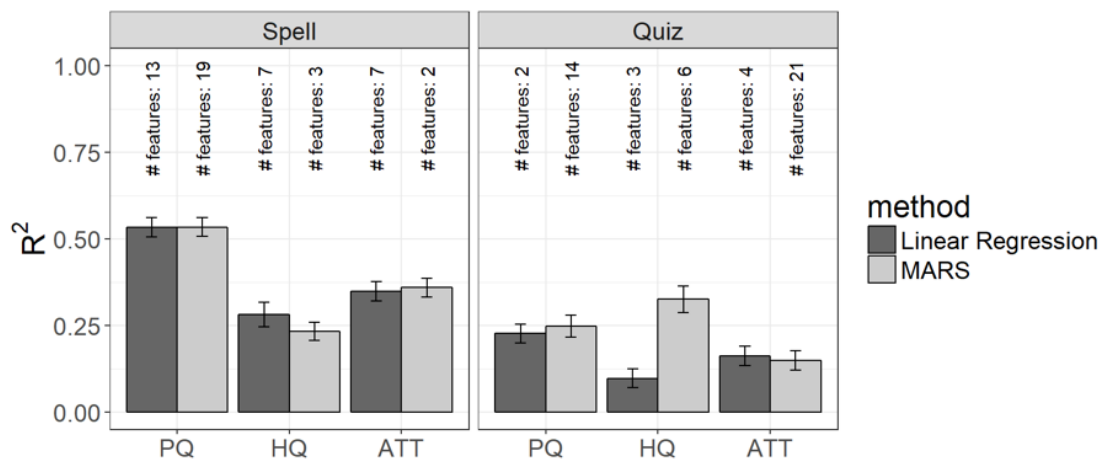 Spell
Quiz
1.00
0.75
0.50
0.25
0.00
R²
# features: 13
# features: 19
# features: 7
# features: 3
# features: 7
# features: 2
# features: 2
# features: 14
# features: 3
# features: 6
# features: 4
# features: 21
PQ
HQ
ATT
PQ
HQ
ATT
method
Linear Regression
MARS